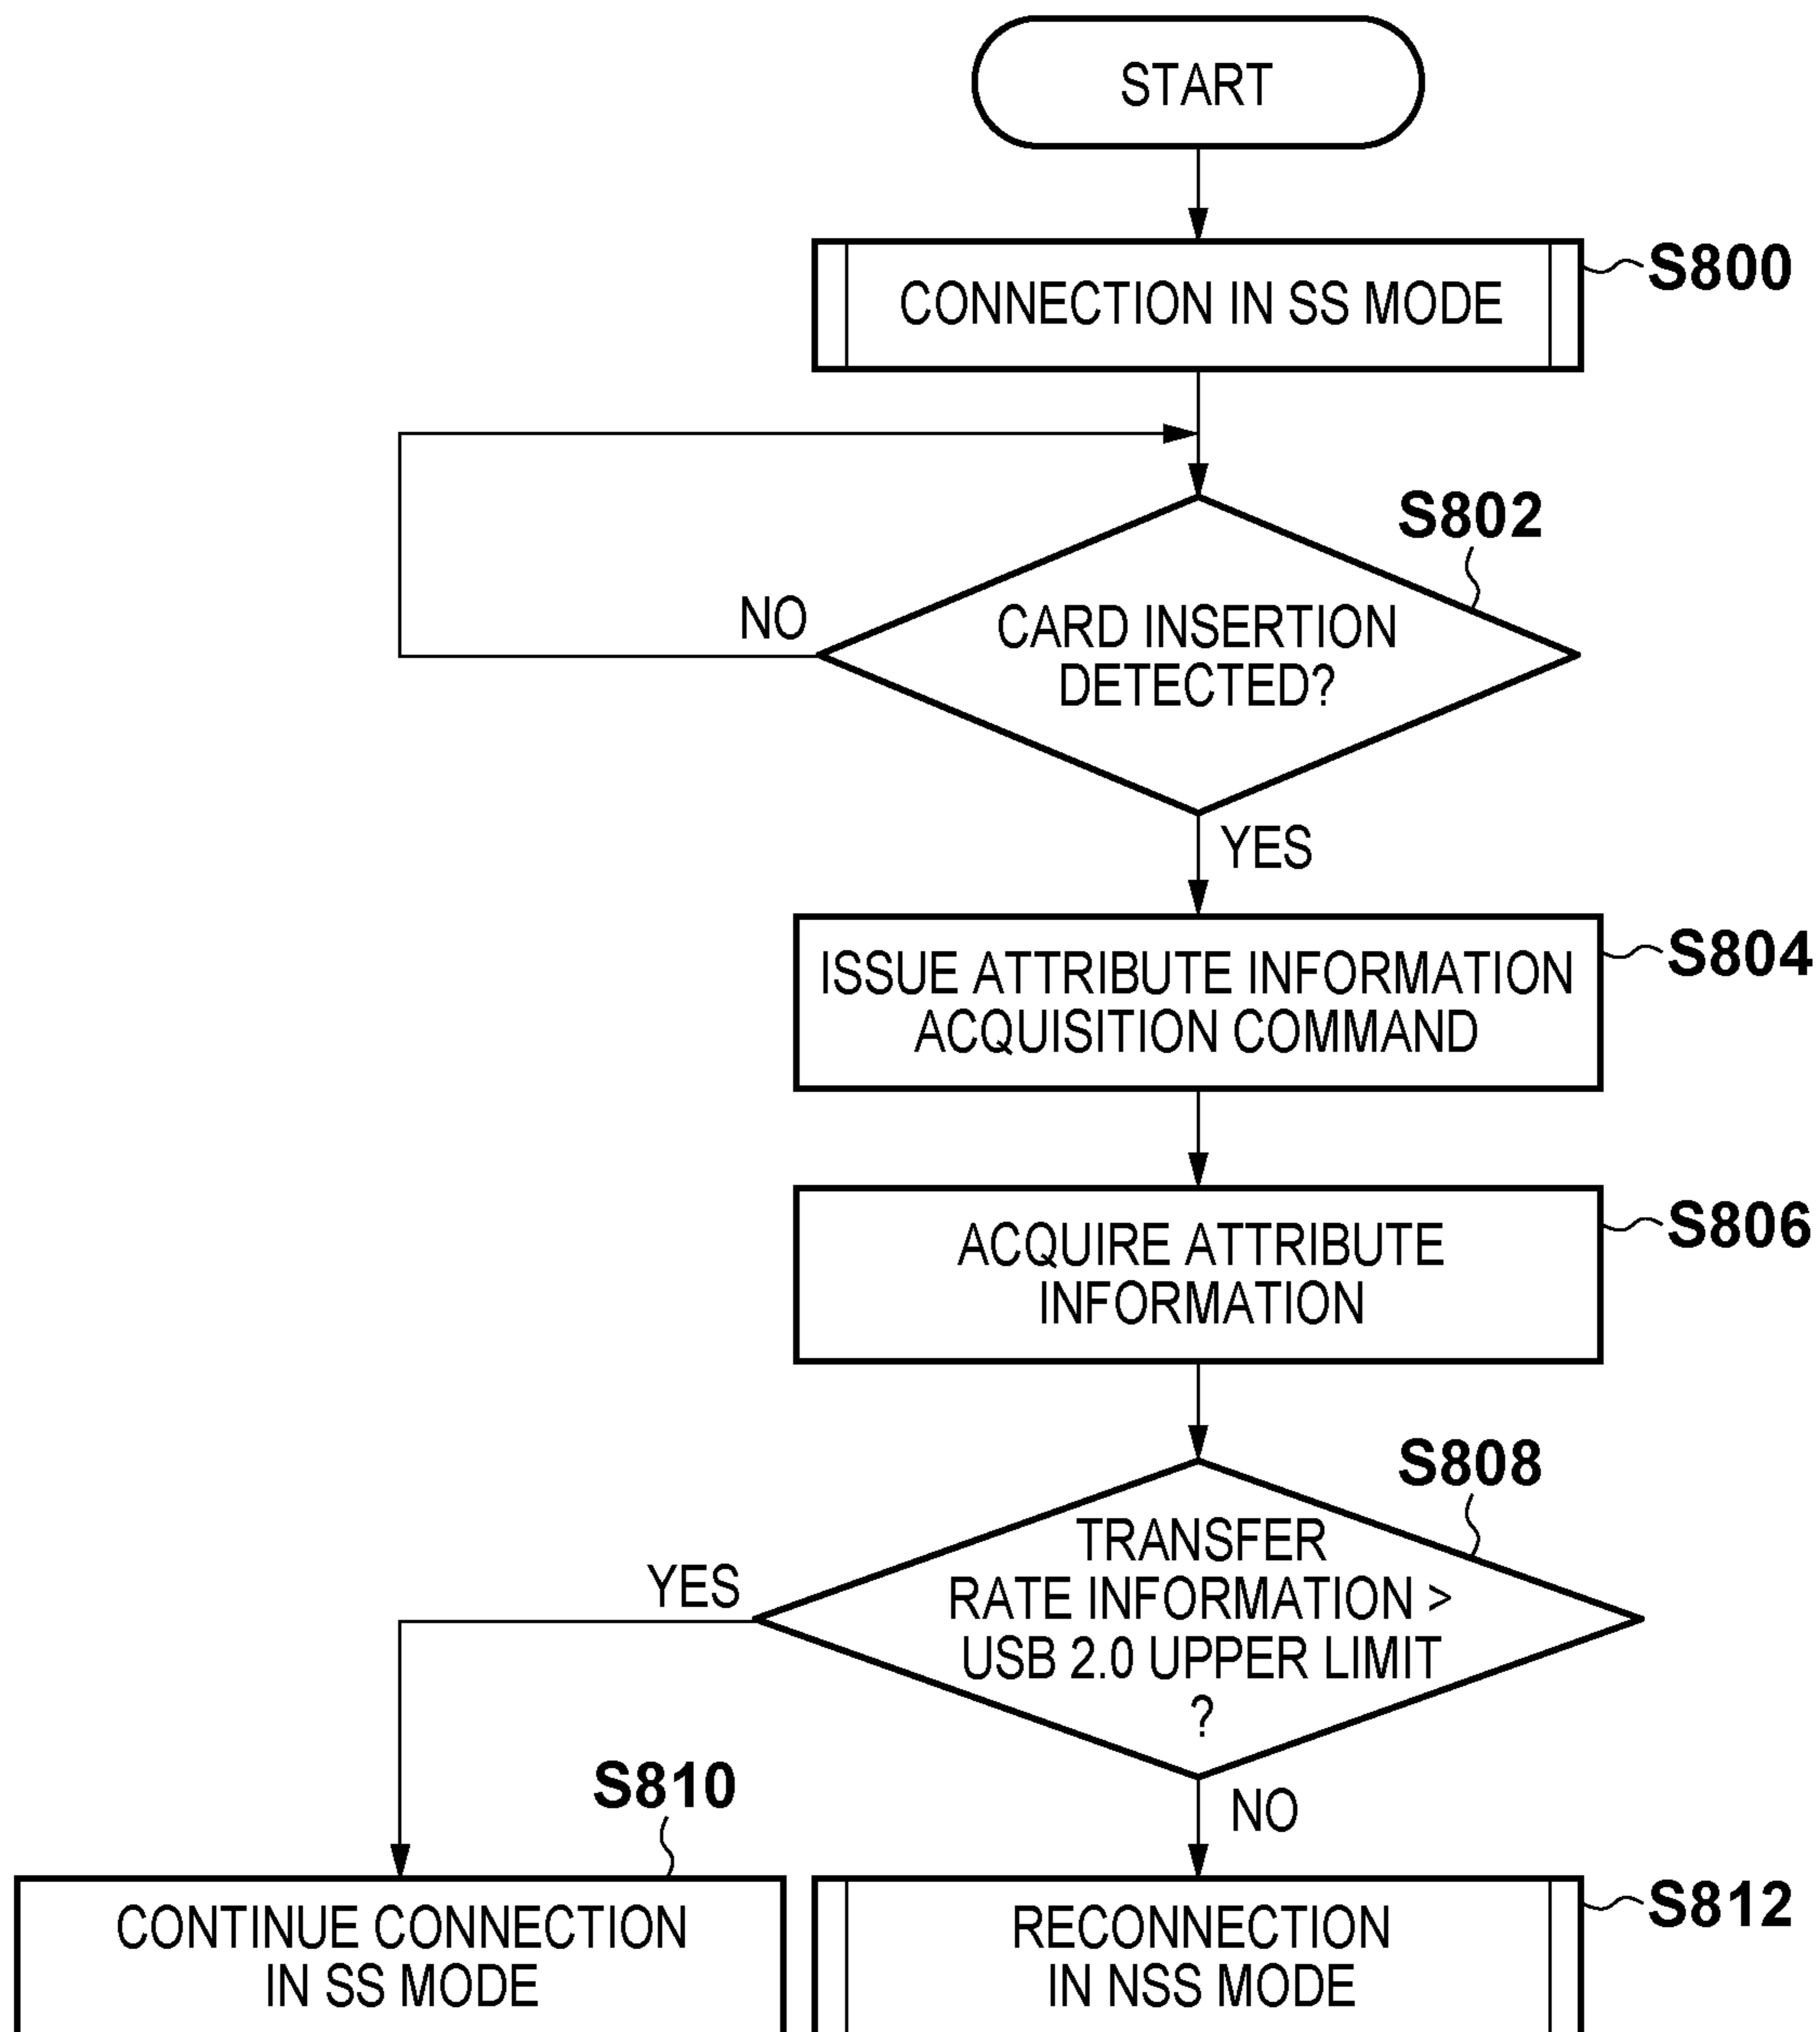 START
CONNECTION IN SS MODE
S800
S802
CARD INSERTION
DETECTED?
NO
YES
ISSUE ATTRIBUTE INFORMATION
ACQUISITION COMMAND
S804
ACQUIRE ATTRIBUTE
INFORMATION
S806
S808
TRANSFER
RATE INFORMATION >
USB 2.0 UPPER LIMIT
?
YES
NO
S810
CONTINUE CONNECTION
IN SS MODE
RECONNECTION
IN NSS MODE
S812